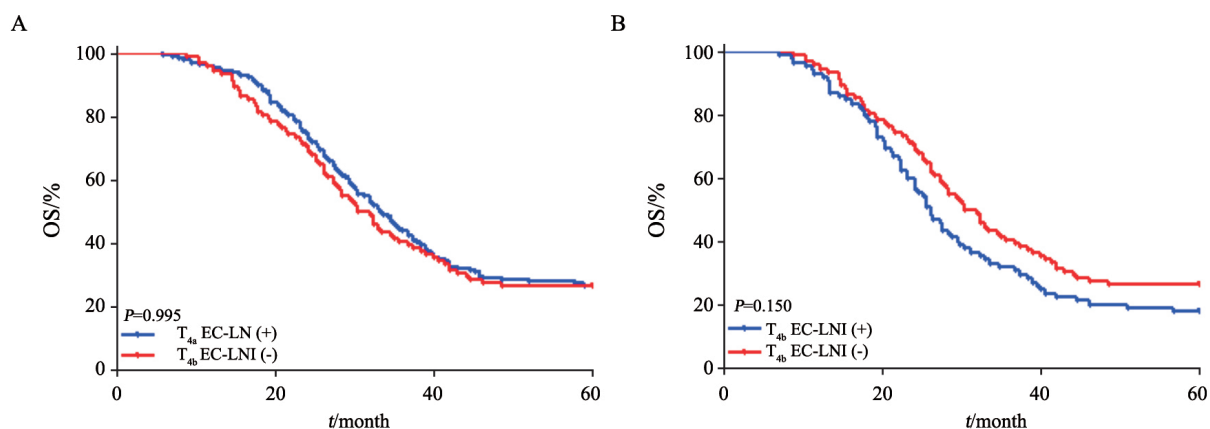 A
100
80
60
40
20
0
OS/%
P=0.995
T4a EC-LN (+)
T4b EC-LNI (-)
0 20 40 60
t/month
B
100
80
60
40
20
0
OS/%
P=0.150
T4b EC-LNI (+)
T4b EC-LNI (-)
0 20 40 60
t/month